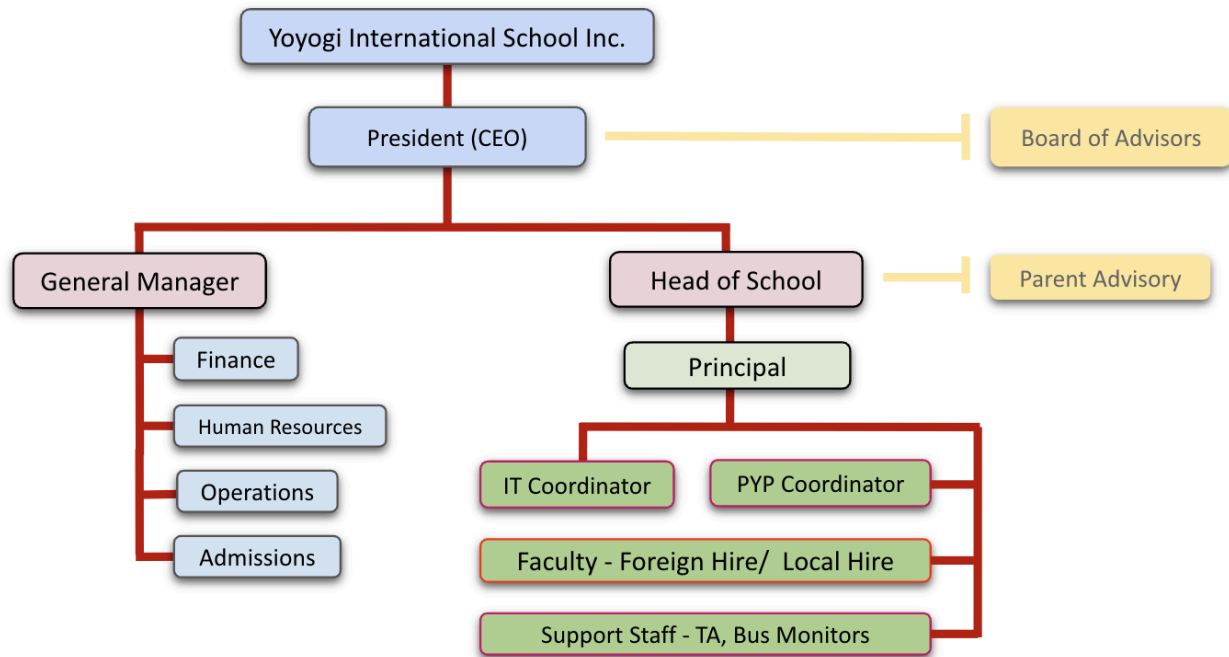 Yoyogi International School Inc.
President (CEO)
Board of Advisors
General Manager
Head of School
Parent Advisory
Finance
Principal
Human Resources
IT Coordinator
PYP Coordinator
Operations
Faculty - Foreign Hire/ Local Hire
Admissions
Support Staff - TA, Bus Monitors